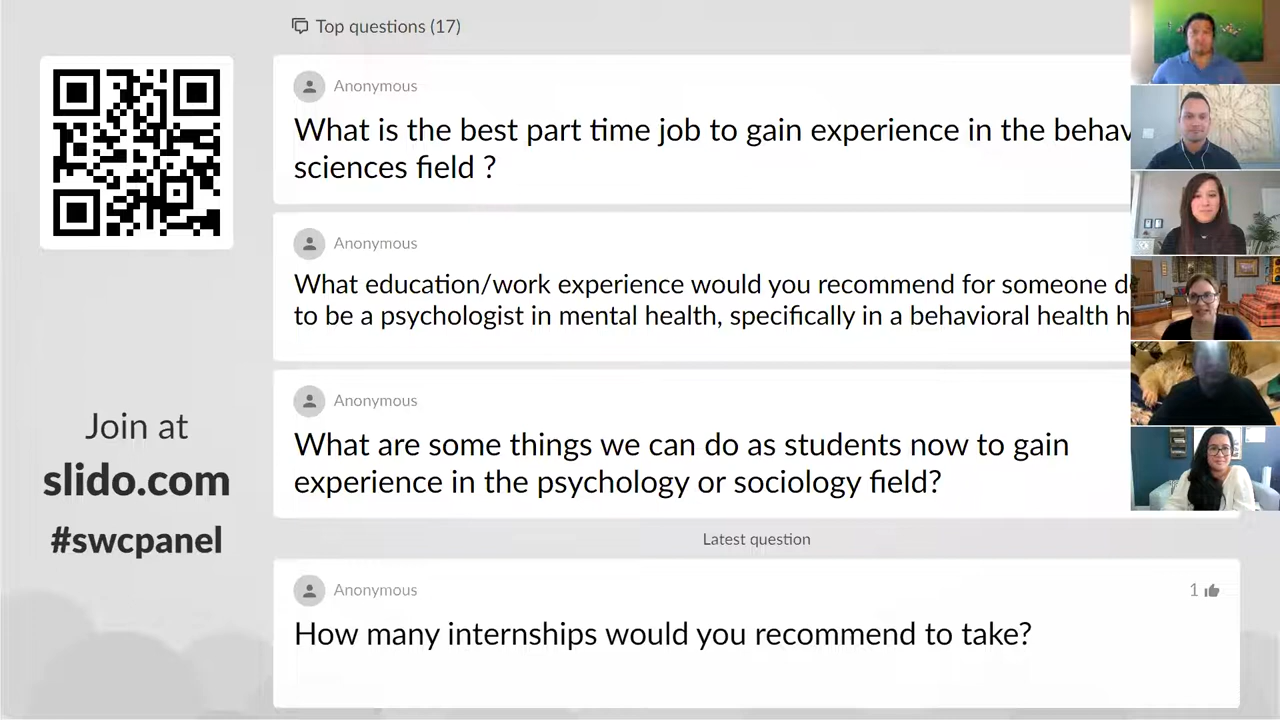 Top questions (17)
Anonymous
What is the best part time job to gain experience in the behav
sciences field ?
Anonymous
What education/work experience would you recommend for someone d
to be a psychologist in mental health, specifically in a behavioral health h
Anonymous
What are some things we can do as students now to gain
experience in the psychology or sociology field?
Join at
slido.com
#swcpanel
Latest question
Anonymous
1
How many internships would you recommend to take?